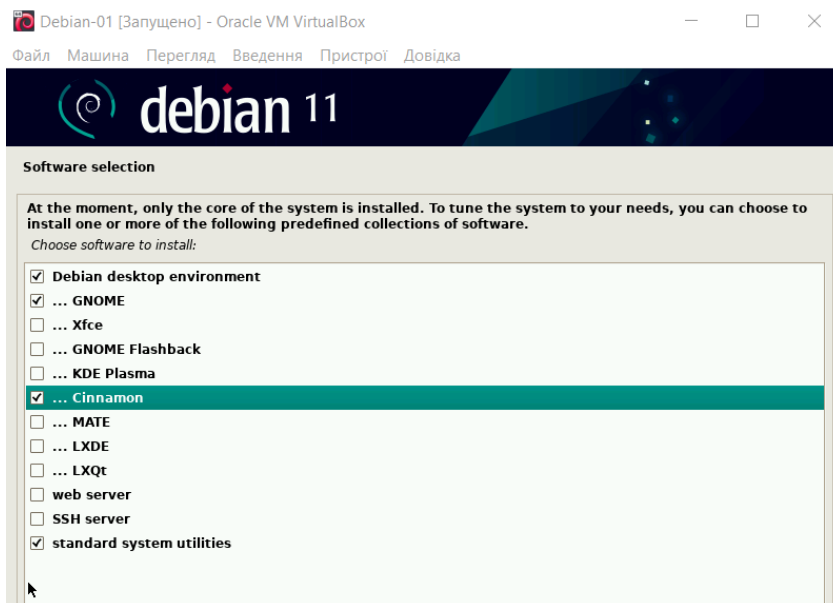 Debian-01 [Запущено] - Oracle VM VirtualBox
Файл Машина Перегляд Введення Пристрої Довідка
debian 11
Software selection
At the moment, only the core of the system is installed. To tune the system to your needs, you can choose to
install one or more of the following predefined collections of software.
Choose software to install:
Debian desktop environment
... GNOME
... Xfce
... GNOME Flashback
... KDE Plasma
... Cinnamon
... MATE
... LXDE
... LXQt
web server
SSH server
standard system utilities